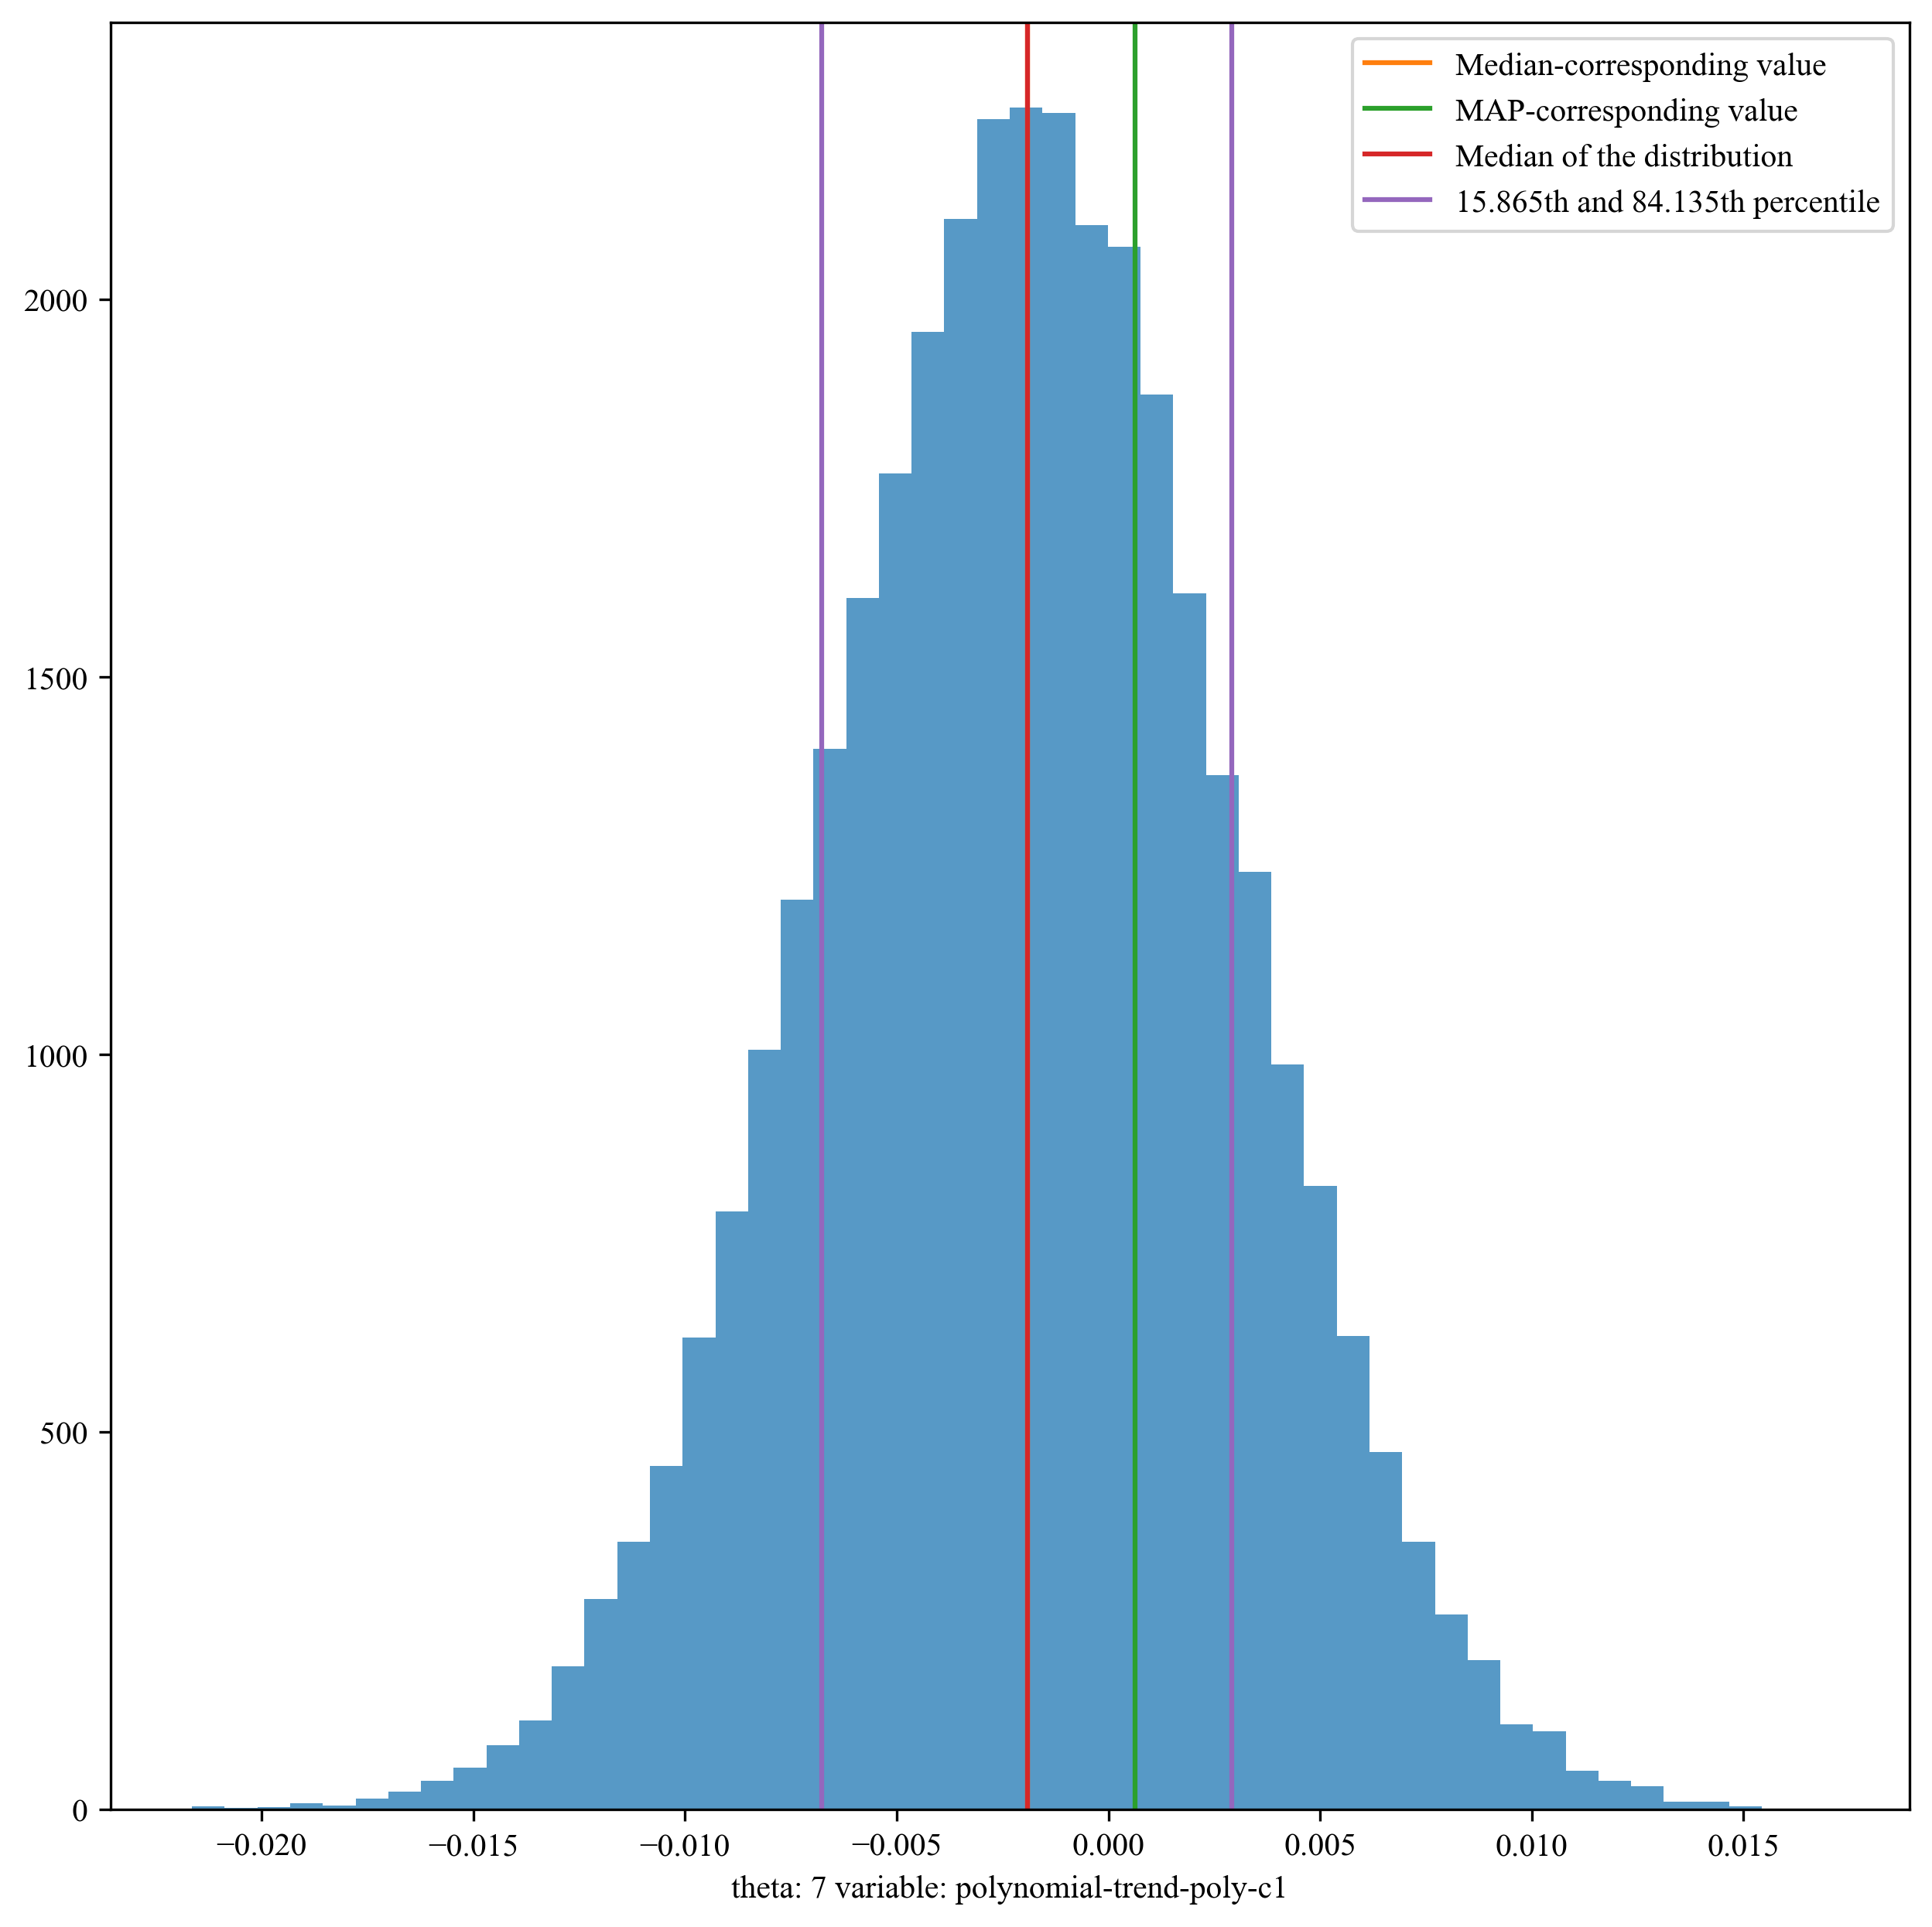 Median-corresponding value
MAP-corresponding value
Median of the distribution
15.865th and 84.135th percentile
2000
1500
1000
500
0
−0.020 −0.015 −0.010 −0.005 0.000 0.005 0.010 0.015
theta: 7 variable: polynomial-trend-poly-c1